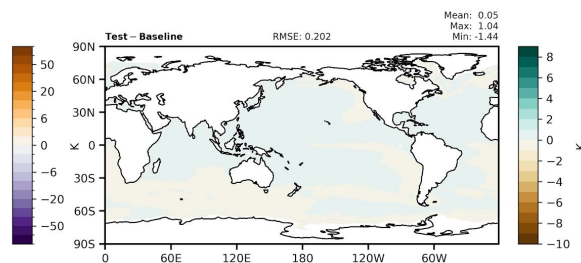 Mean: 0.05
Max: 1.04
Min: -1.44
Test − Baseline
RMSE: 0.202
50
20
6
0
−6
−20
−50
K
90N
60N
30N
0
30S
60S
90S
0
60E
120E
180
120W
60W
8
6
4
2
0
−2
−4
−6
−8
−10